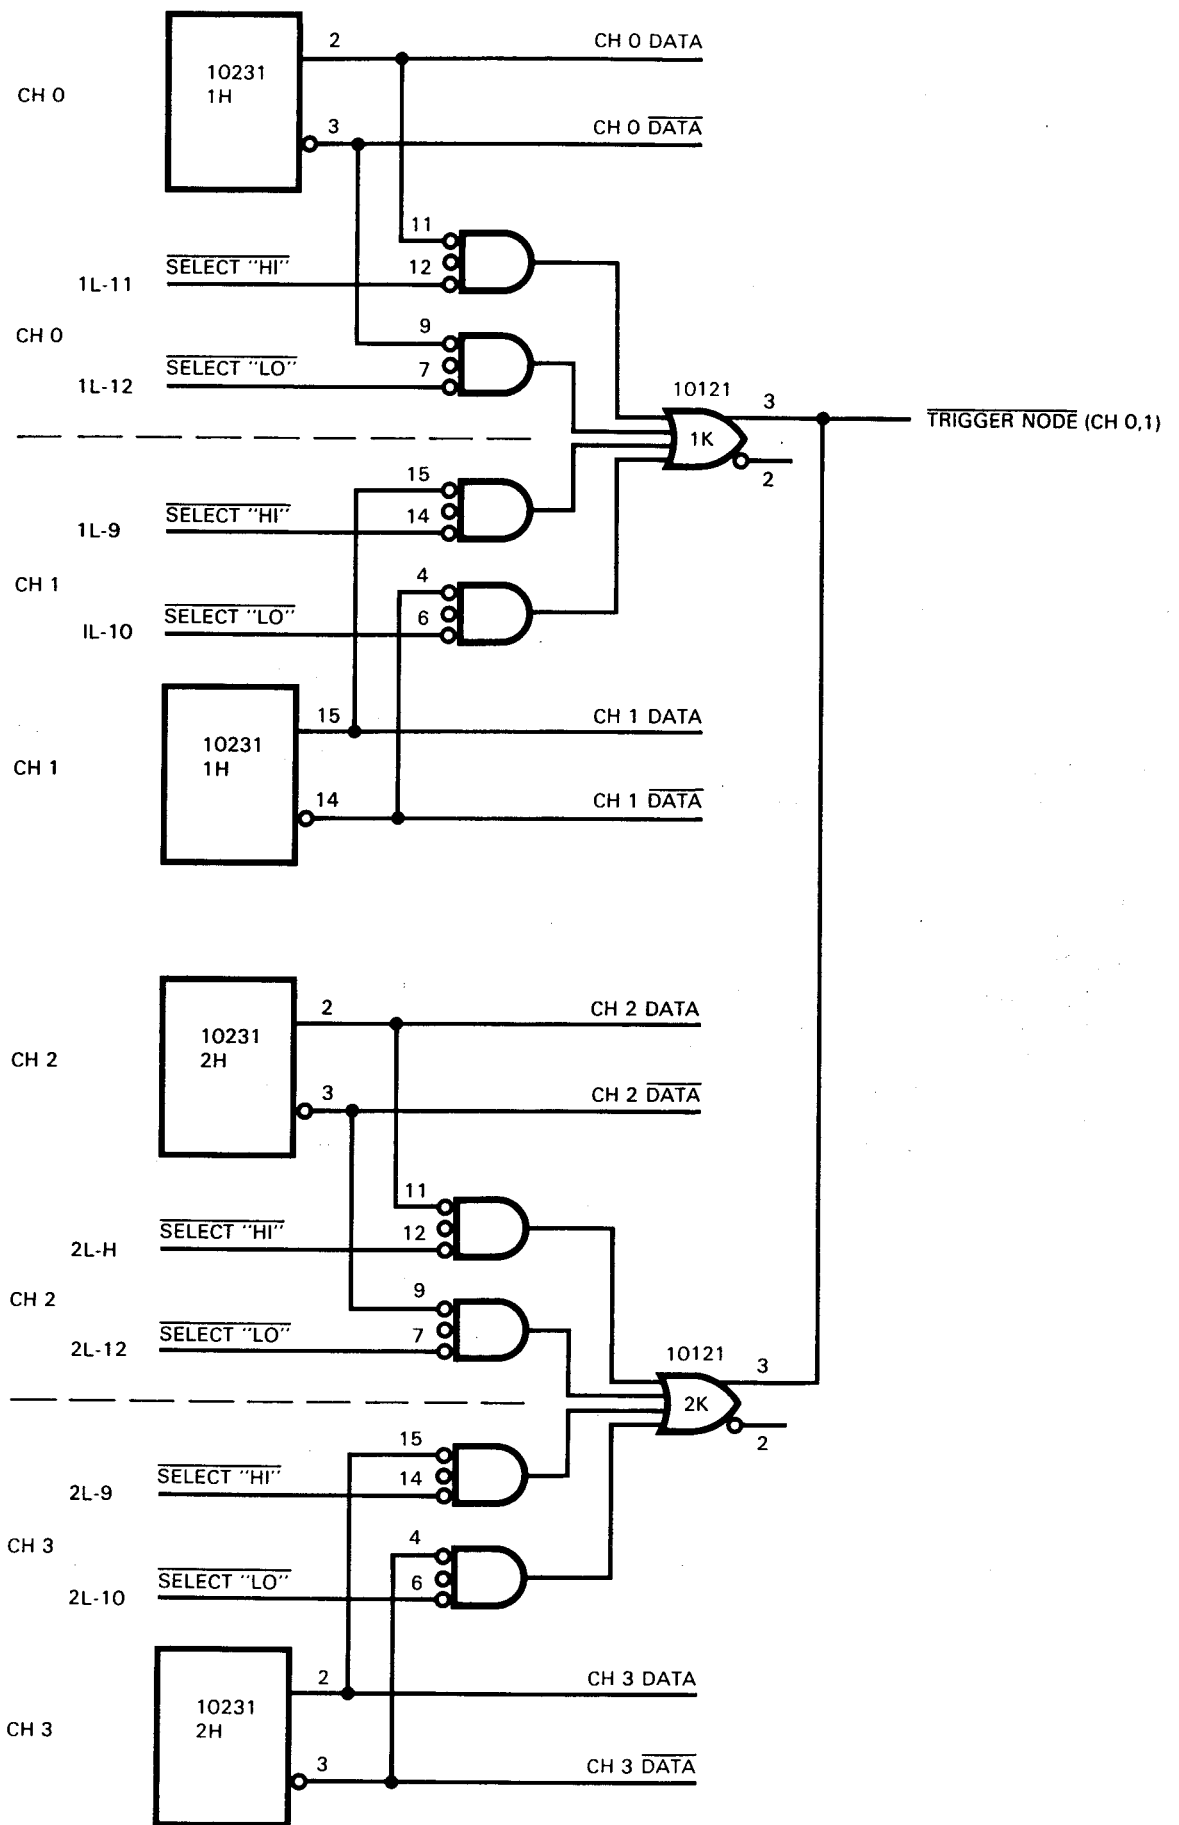 2
CH 0 DATA
10231
1H
CH 0
3
CH 0 DATA
11
SELECT "HI"
12
1L-11
9
CH 0
SELECT "LO"
7
1L-12
10121
3
TRIGGER NODE (CH 0,1)
1K
2
15
SELECT "HI"
14
1L-9
4
CH 1
SELECT "LO"
6
IL-10
15
CH 1 DATA
10231
1H
CH 1
14
CH 1 DATA
2
CH 2 DATA
10231
2H
CH 2
3
CH 2 DATA
11
SELECT "HI"
12
2L-H
9
CH 2
SELECT "LO"
7
2L-12
10121
3
2K
2
15
SELECT "HI"
14
2L-9
4
CH 3
SELECT "LO"
6
2L-10
2
CH 3 DATA
10231
2H
CH 3
3
CH 3 DATA